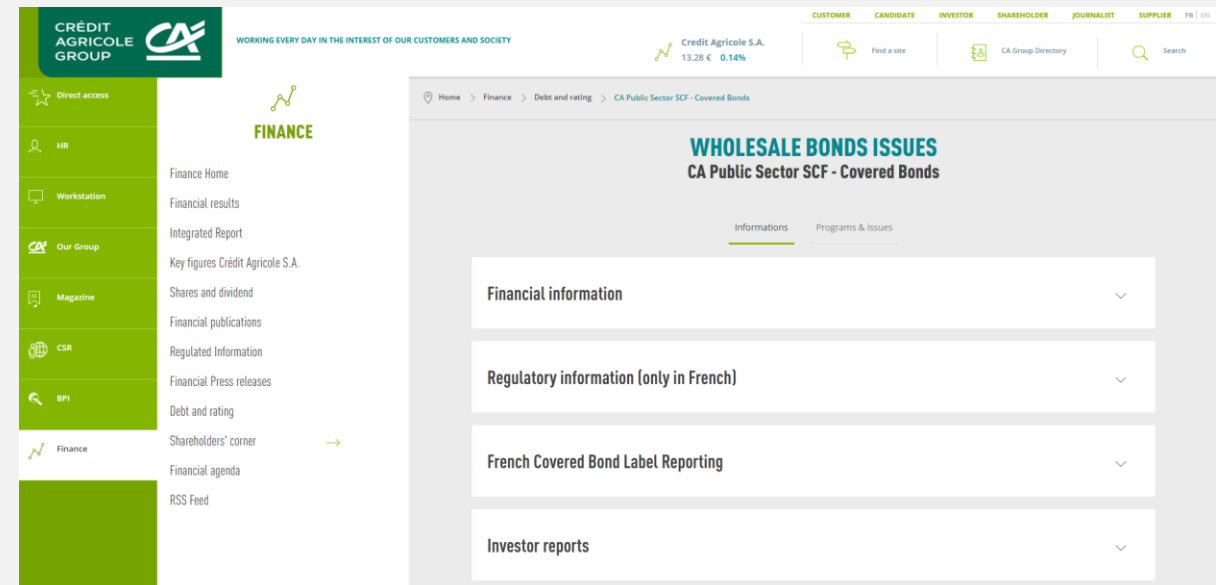 CUSTOMER CANDIDATE INVESTOR SHAREHOLDER JOURNALIST SUPPLIER FR | EN
CRÉDIT
AGRICOLE
GROUP
WORKING EVERY DAY IN THE INTEREST OF OUR CUSTOMERS AND SOCIETY
Credit Agricole S.A.
13.28 € 0.14%
Find a site
CA Group Directory
Search
Direct access
HR
Workstation
Our Group
Magazine
CSR
BPI
Finance
FINANCE
Finance Home
Financial results
Integrated Report
Key figures Crédit Agricole S.A.
Shares and dividend
Financial publications
Regulated Information
Financial Press releases
Debt and rating
Shareholders' corner
Financial agenda
RSS Feed
Home > Finance > Debt and rating > CA Public Sector SCF - Covered Bonds
WHOLESALE BONDS ISSUES
CA Public Sector SCF - Covered Bonds
Informations Programs & issues
Financial information
Regulatory information (only in French)
French Covered Bond Label Reporting
Investor reports